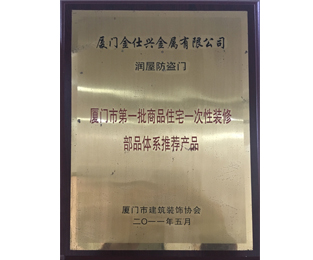 厦门金仕兴金属有限公司
润屋防盗门
厦门市第一批商品住宅一次性装修
部品体系推荐产品
厦门市建筑装饰协会
二〇一一年五月